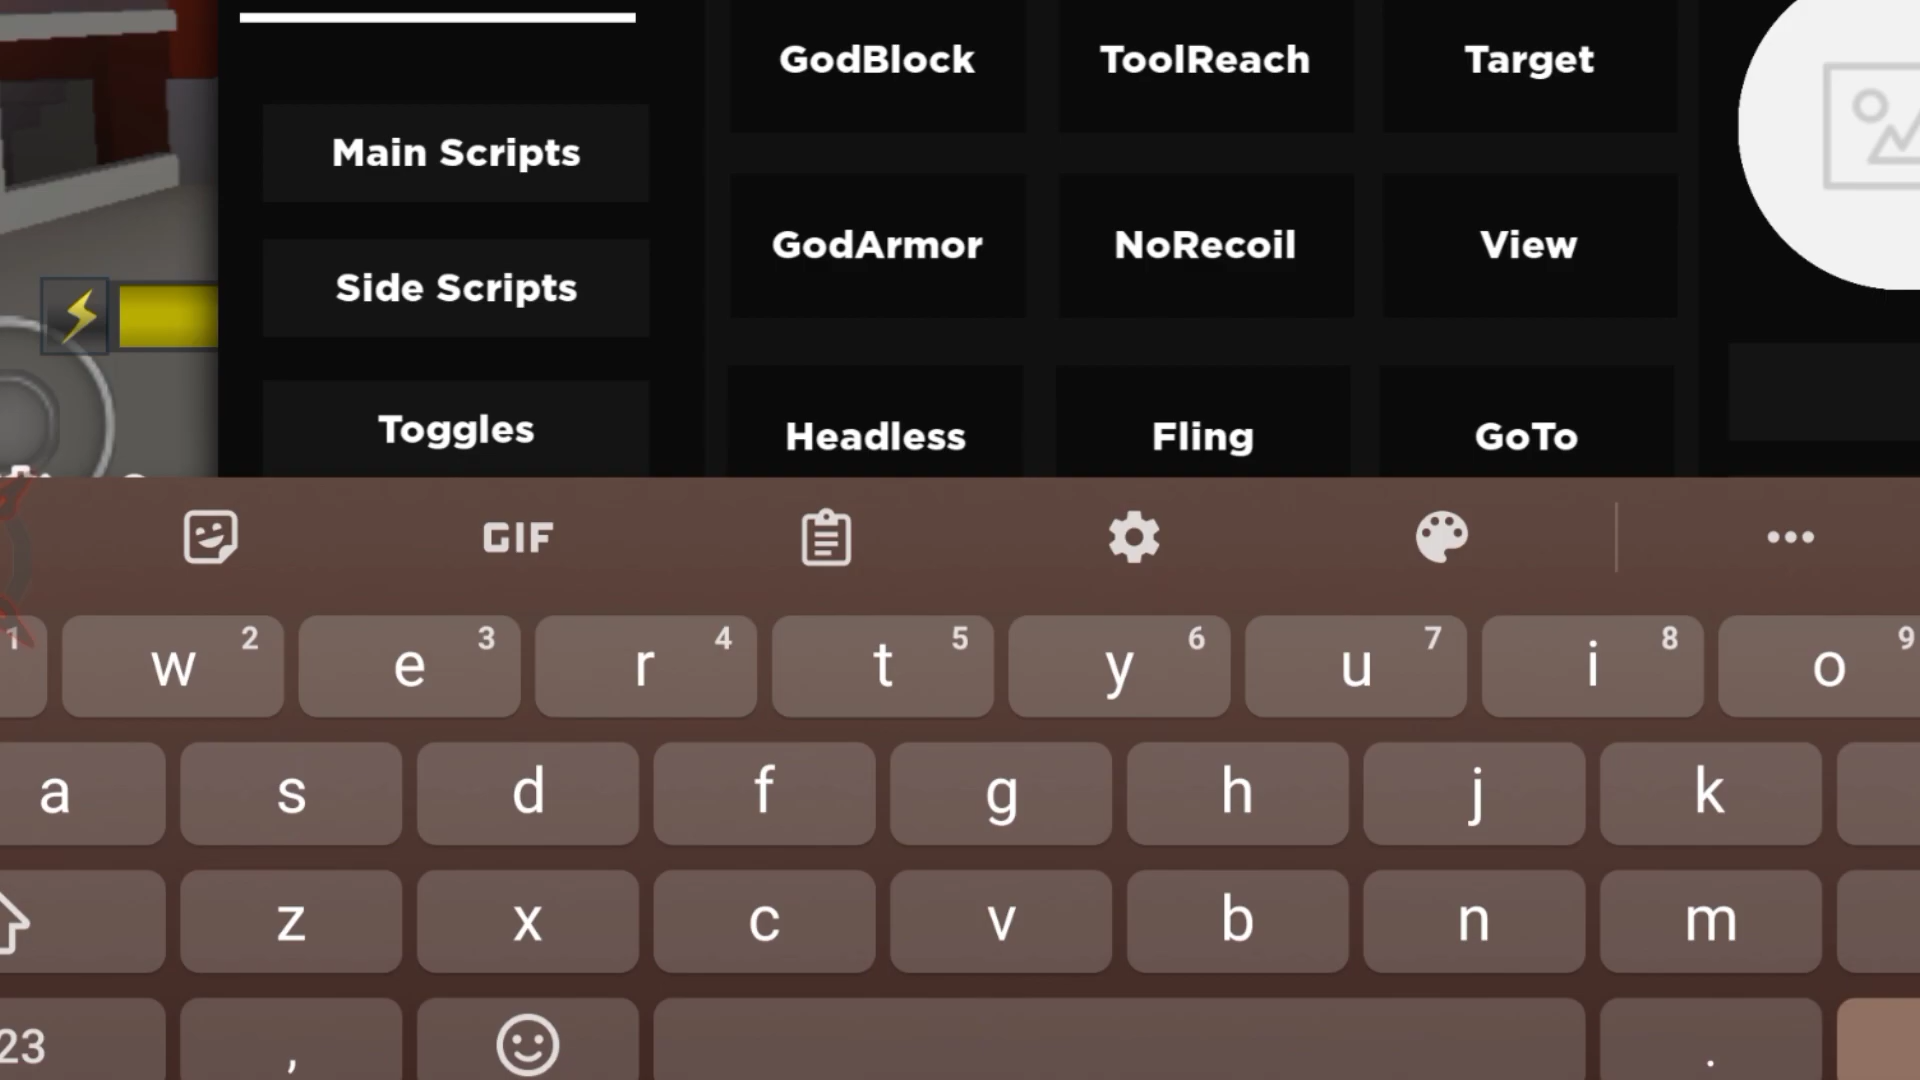 GodBlock ToolReach Target
Main Scripts
GodArmor NoRecoil View
Side Scripts
Toggles
Headless Fling GoTo
GIF
1 w 2 e 3 r 4 t 5 y 6 u 7 i 8 o 9
a s d f g h j k
z x c v b n m
23 , .